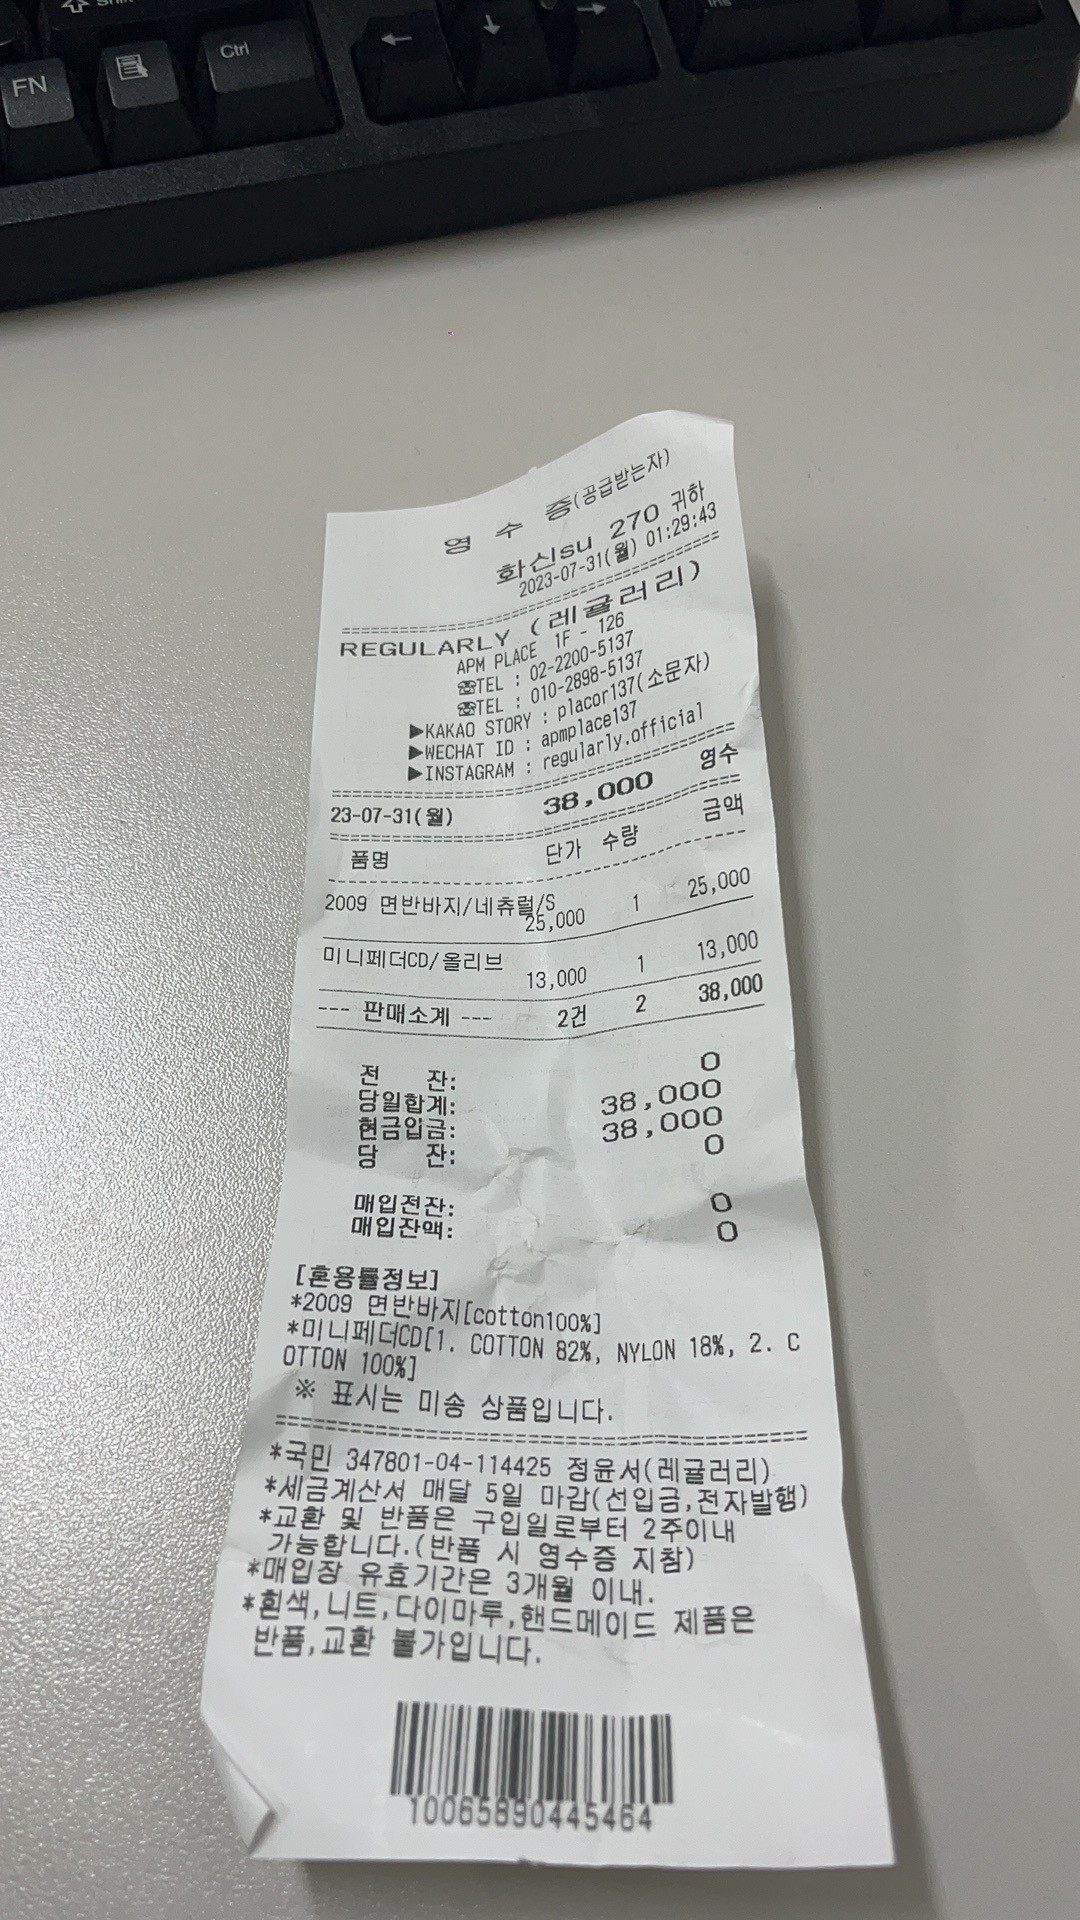 Shift
FN
Ctrl
←
↓
→
Ins
영 수 증(공급받는자)
화신su 270 귀하
2023-07-31(월) 01:29:43
REGULARLY (레귤러리)
APM PLACE 1F - 126
☎TEL : 02-2200-5137
☎TEL : 010-2898-5137
▶KAKAO STORY : placor137(소문자)
▶WECHAT ID : apmplace137
▶INSTAGRAM : regularly.official
23-07-31(월) 38,000 영수
품명 단가 수량 금액
2009 면반바지/네츄럴/S
25,000 1 25,000
미니페더CD/올리브
13,000 1 13,000
--- 판매소계 --- 2건 2 38,000
전 잔: 0
당일합계: 38,000
현금입금: 38,000
당 잔: 0
매입전잔: 0
매입잔액: 0
[혼용률정보]
*2009 면반바지[cotton100%]
*미니페더CD[1. COTTON 82%, NYLON 18%, 2. C
OTTON 100%]
※ 표시는 미송 상품입니다.
*국민 347801-04-114425 정윤서(레귤러리)
*세금계산서 매달 5일 마감(선입금,전자발행)
*교환 및 반품은 구입일로부터 2주이내
가능합니다.(반품 시 영수증 지참)
*매입장 유효기간은 3개월 이내.
*흰색,니트,다이마루,핸드메이드 제품은
반품,교환 불가입니다.
10065890445464